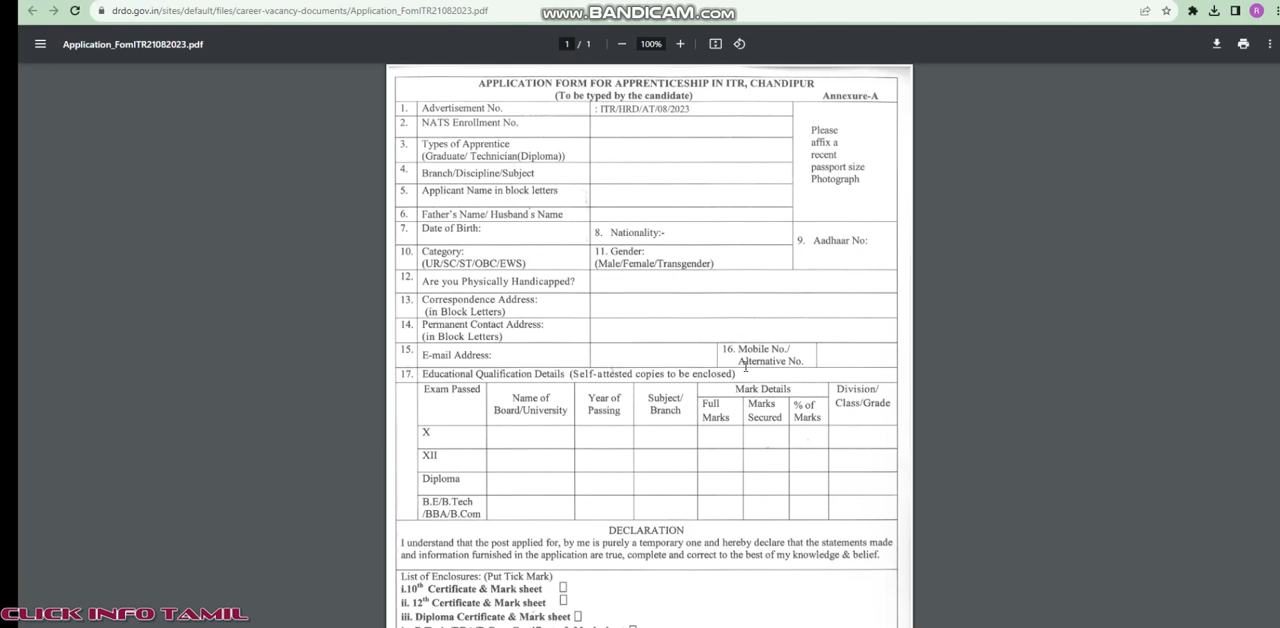 drdo.gov.in/sites/default/files/career-vacancy-documents/Application_FomITR21082023.pdf
www.BANDICAM.com
R
Application_FomITR21082023.pdf
1 / 1
100%
APPLICATION FORM FOR APPRENTICESHIP IN ITR, CHANDIPUR
(To be typed by the candidate)
Annexure-A
1. Advertisement No. : ITR/HRD/AT/08/2023
2. NATS Enrollment No.
Please
affix a
recent
passport size
Photograph
3. Types of Apprentice
(Graduate/ Technician(Diploma))
4. Branch/Discipline/Subject
5. Applicant Name in block letters
6. Father's Name/ Husband's Name
7. Date of Birth: 8. Nationality:-
9. Aadhaar No:
10. Category: 11. Gender:
(UR/SC/ST/OBC/EWS) (Male/Female/Transgender)
12. Are you Physically Handicapped?
13. Correspondence Address:
(in Block Letters)
14. Permanent Contact Address:
(in Block Letters)
15. E-mail Address: 16. Mobile No./
Alternative No.
17. Educational Qualification Details (Self-attested copies to be enclosed)
Exam Passed
Name of
Board/University
Year of
Passing
Subject/
Branch
Mark Details
Full
Marks
Marks
Secured
% of
Marks
Division/
Class/Grade
X
XII
Diploma
B.E/B.Tech
/BBA/B.Com
DECLARATION
I understand that the post applied for, by me is purely a temporary one and hereby declare that the statements made
and information furnished in the application are true, complete and correct to the best of my knowledge & belief.
List of Enclosures: (Put Tick Mark)
i.10th Certificate & Mark sheet
ii. 12th Certificate & Mark sheet
iii. Diploma Certificate & Mark sheet
CLICK INFO TAMIL